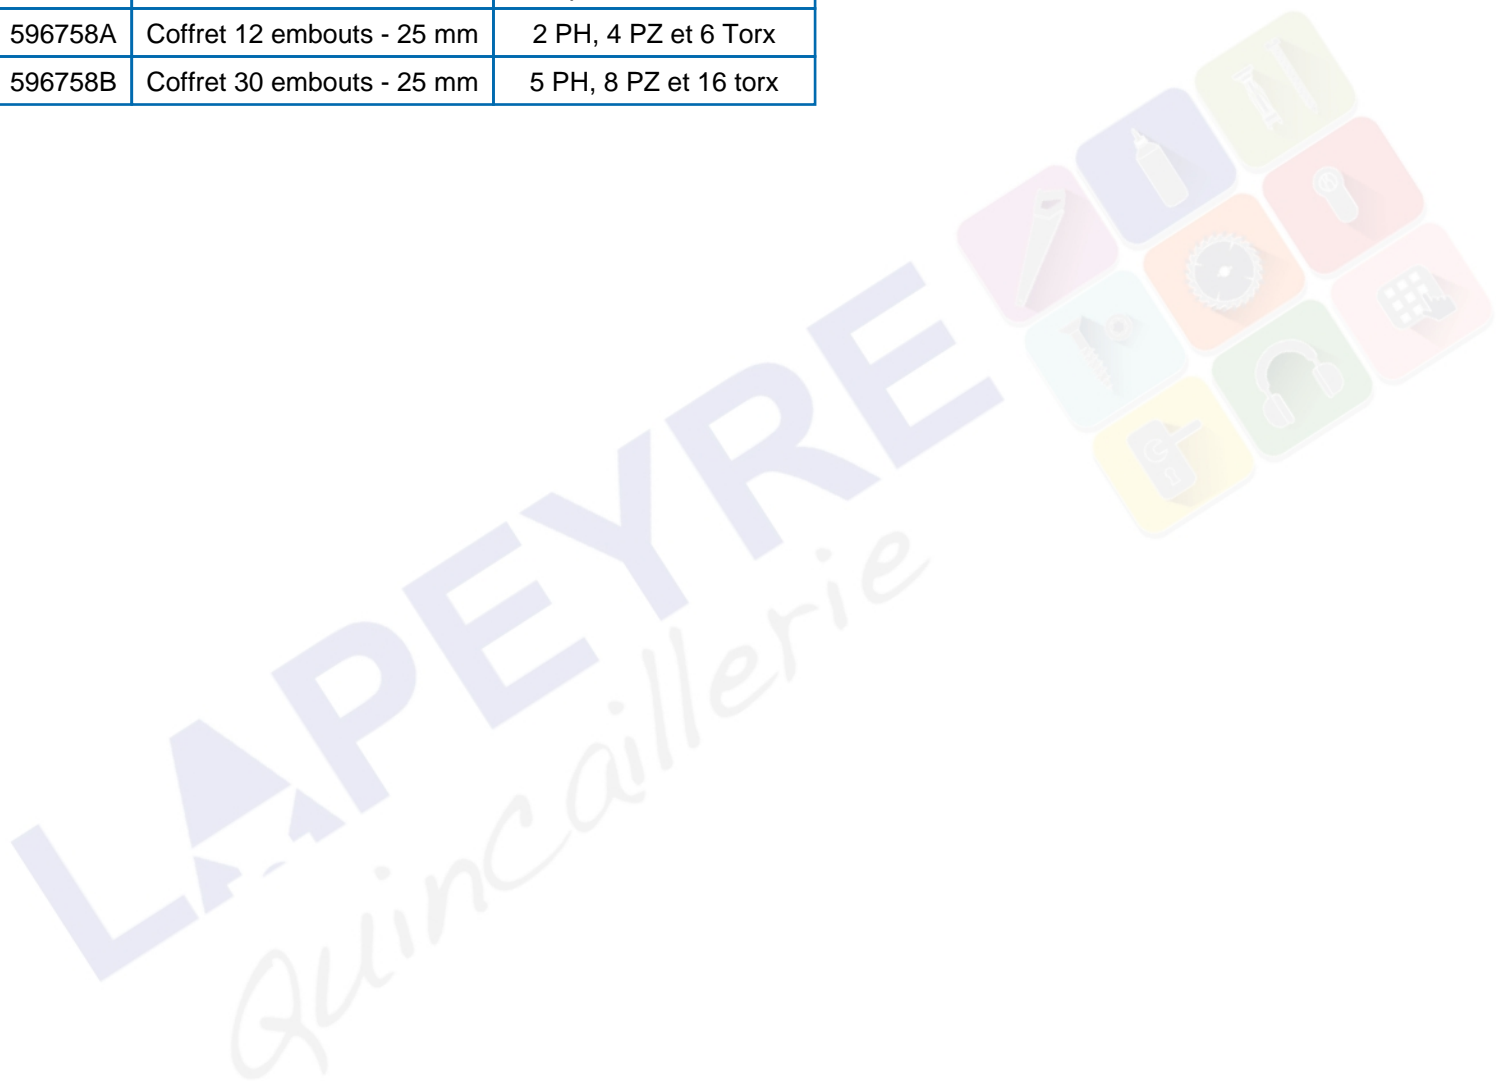 596758A Coffret 12 embouts - 25 mm 2 PH, 4 PZ et 6 Torx
596758B Coffret 30 embouts - 25 mm 5 PH, 8 PZ et 16 torx
LAPEYRE
Quincaillerie